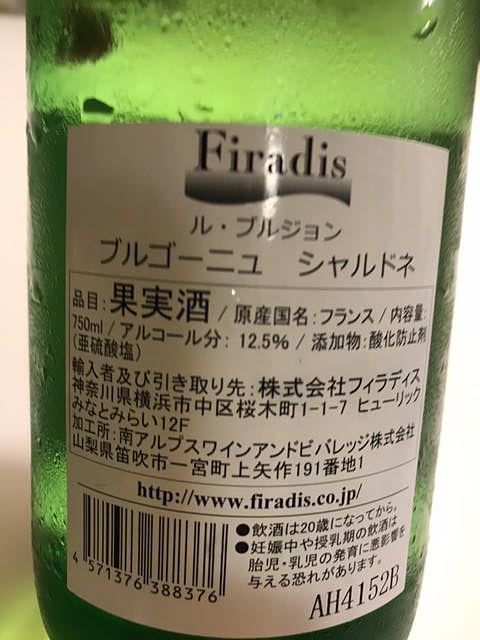 Firadis
ル・ブルジョン
ブルゴーニュ シャルドネ
品目:果実酒 / 原産国名:フランス / 内容量:
750ml / アルコール分: 12.5% / 添加物:酸化防止剤
(亜硫酸塩)
輸入者及び引き取り先:株式会社フィラディス
神奈川県横浜市中区桜木町1-1-7 ヒューリック
みなとみらい12F
加工所:南アルプスワインアンドビバレッジ株式会社
山梨県笛吹市一宮町上矢作191番地1
http://www.firadis.co.jp/
●飲酒は20歳になってから。
●妊娠中や授乳期の飲酒は
胎児・乳児の発育に悪影響を
与える恐れがあります。
4 571376 388376
AH4152B